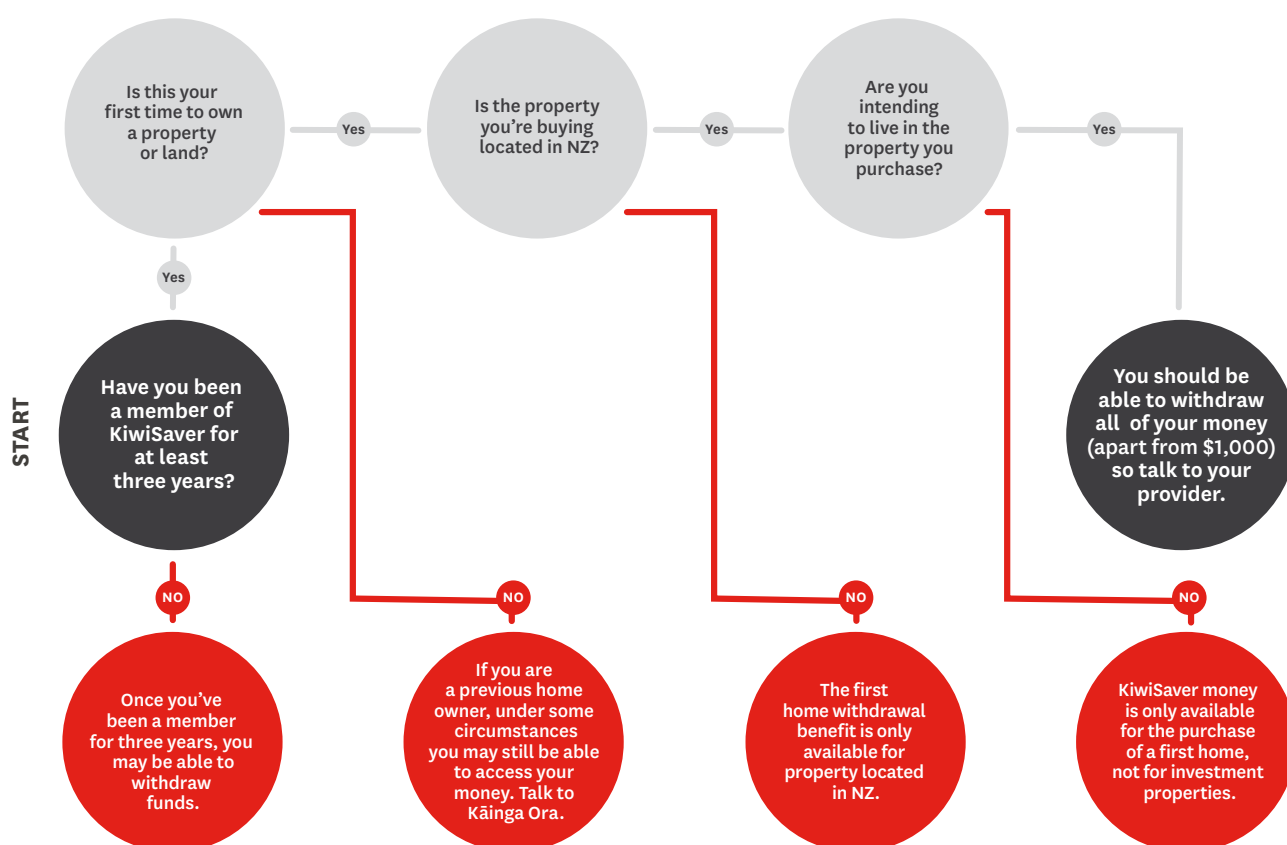 START
Have you been
a member of
KiwiSaver for
at least
three years?
Yes
Is this your
first time to own
a property
or land?
Yes
Is the property
you're buying
located in NZ?
Yes
Are you
intending
to live in the
property you
purchase?
Yes
You should be
able to withdraw
all of your money
(apart from $1,000)
so talk to your
provider.
NO
Once you've
been a member
for three years, you
may be able to
withdraw
funds.
NO
If you are
a previous home
owner, under some
circumstances
you may still be able
to access your
money. Talk to
Kāinga Ora.
NO
The first
home withdrawal
benefit is only
available for
property located
in NZ.
NO
KiwiSaver money
is only available
for the purchase
of a first home,
not for investment
properties.